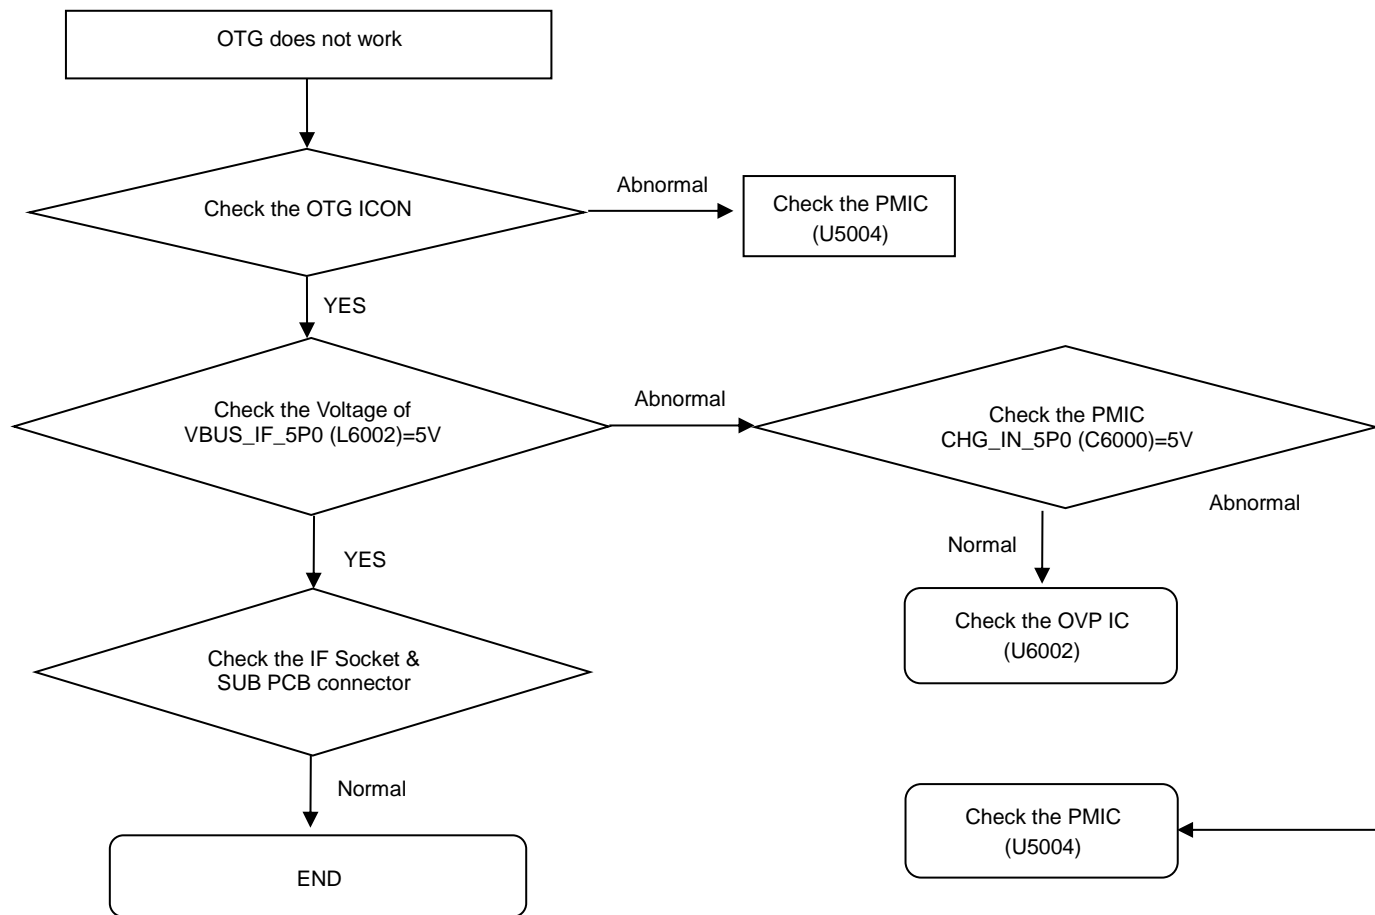 OTG does not work
Check the OTG ICON
Abnormal
Check the PMIC
(U5004)
YES
Check the Voltage of
VBUS_IF_5P0 (L6002)=5V
Abnormal
Check the PMIC
CHG_IN_5P0 (C6000)=5V
Abnormal
Normal
YES
Check the OVP IC
(U6002)
Check the IF Socket &
SUB PCB connector
Normal
Check the PMIC
(U5004)
END